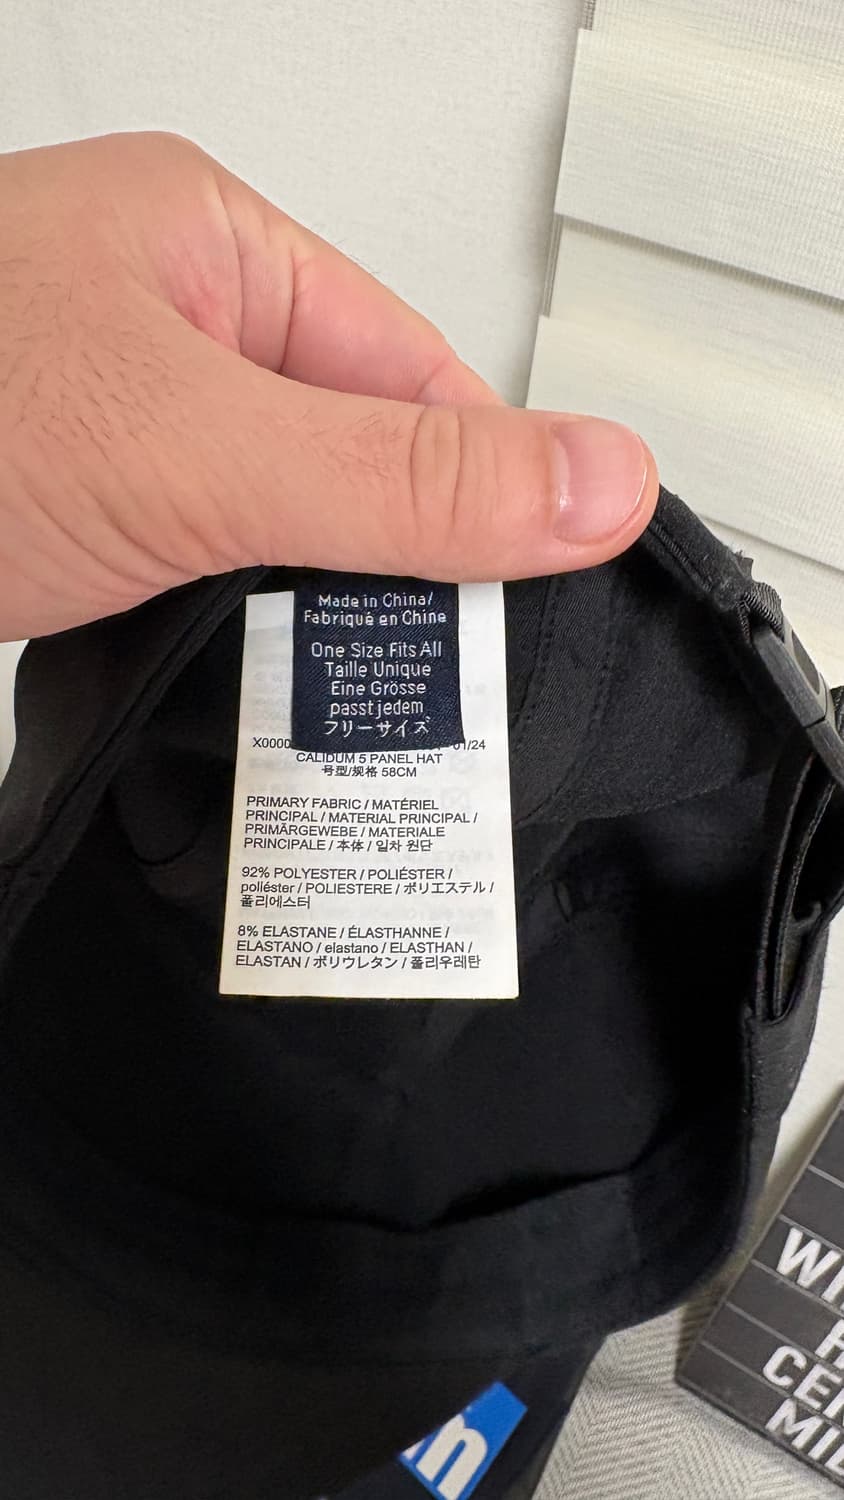 Made in China/
Fabriqué en Chine
One Size Fits All
Taille Unique
Eine Grösse
passt jedem
フリーサイズ
X0000 01/24
CALIDUM 5 PANEL HAT
号型/规格 58CM
PRIMARY FABRIC / MATÉRIEL
PRINCIPAL / MATERIAL PRINCIPAL /
PRIMÄRGEWEBE / MATERIALE
PRINCIPALE / 本体 / 일차 원단
92% POLYESTER / POLIÉSTER /
poliéster / POLIESTERE / ポリエステル /
폴리에스터
8% ELASTANE / ÉLASTHANNE /
ELASTANO / elastano / ELASTHAN /
ELASTAN / ポリウレタン / 폴리우레탄